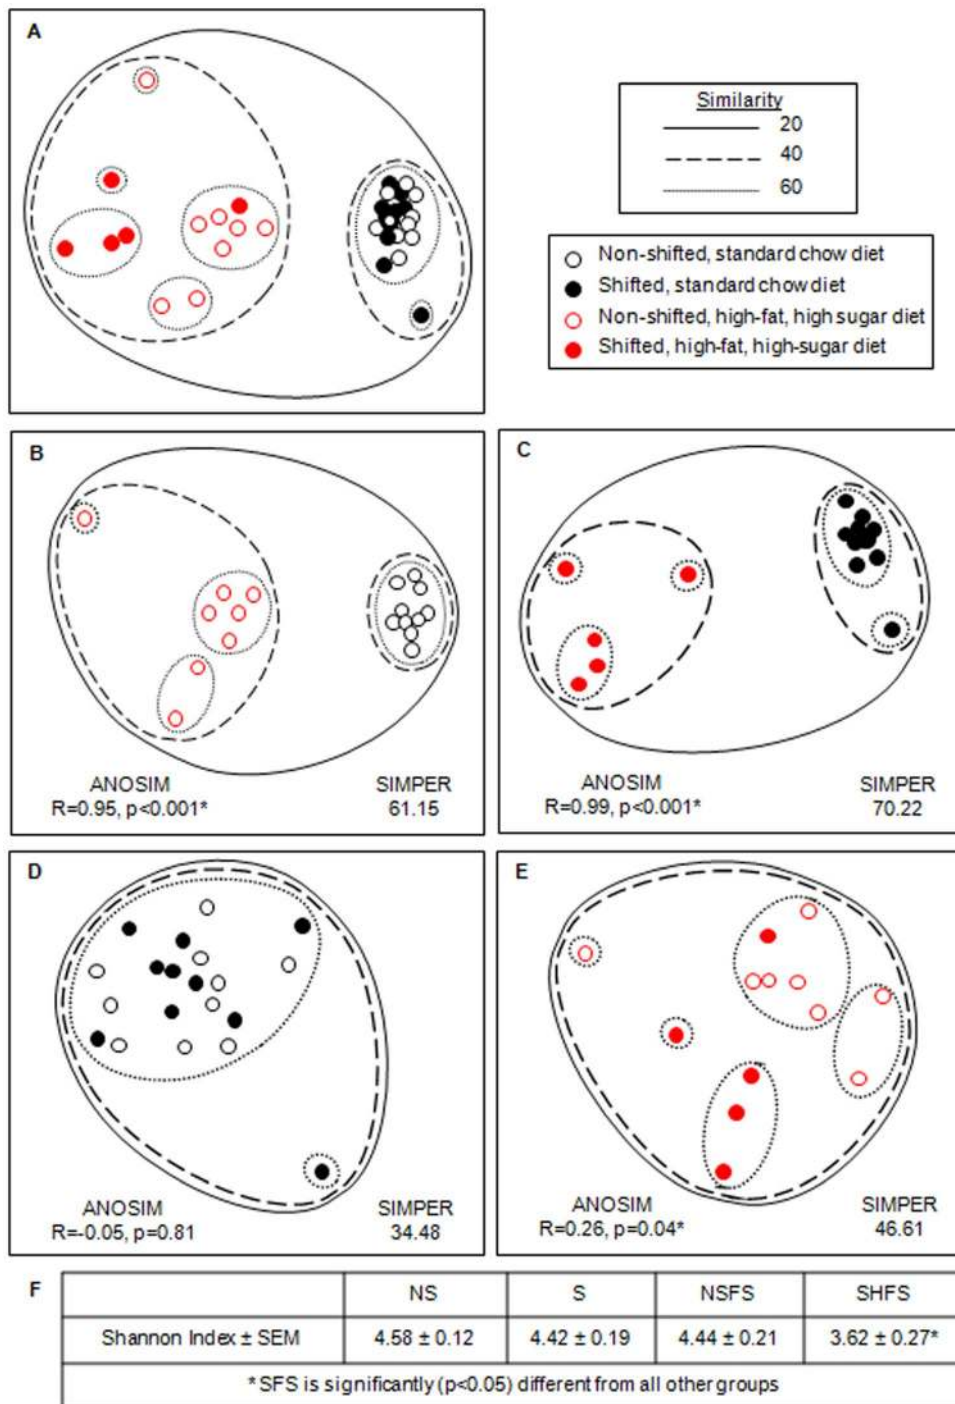 A
Similarity
20
40
60
Non-shifted, standard chow diet
Shifted, standard chow diet
Non-shifted, high-fat, high sugar diet
Shifted, high-fat, high-sugar diet
B
ANOSIM
R=0.95, p<0.001*
SIMPER
61.15
C
ANOSIM
R=0.99, p<0.001*
SIMPER
70.22
D
ANOSIM
R=-0.05, p=0.81
SIMPER
34.48
E
ANOSIM
R=0.26, p=0.04*
SIMPER
46.61
F
NS S NSFS SHFS
Shannon Index ± SEM 4.58 ± 0.12 4.42 ± 0.19 4.44 ± 0.21 3.62 ± 0.27*
*SFS is significantly (p<0.05) different from all other groups